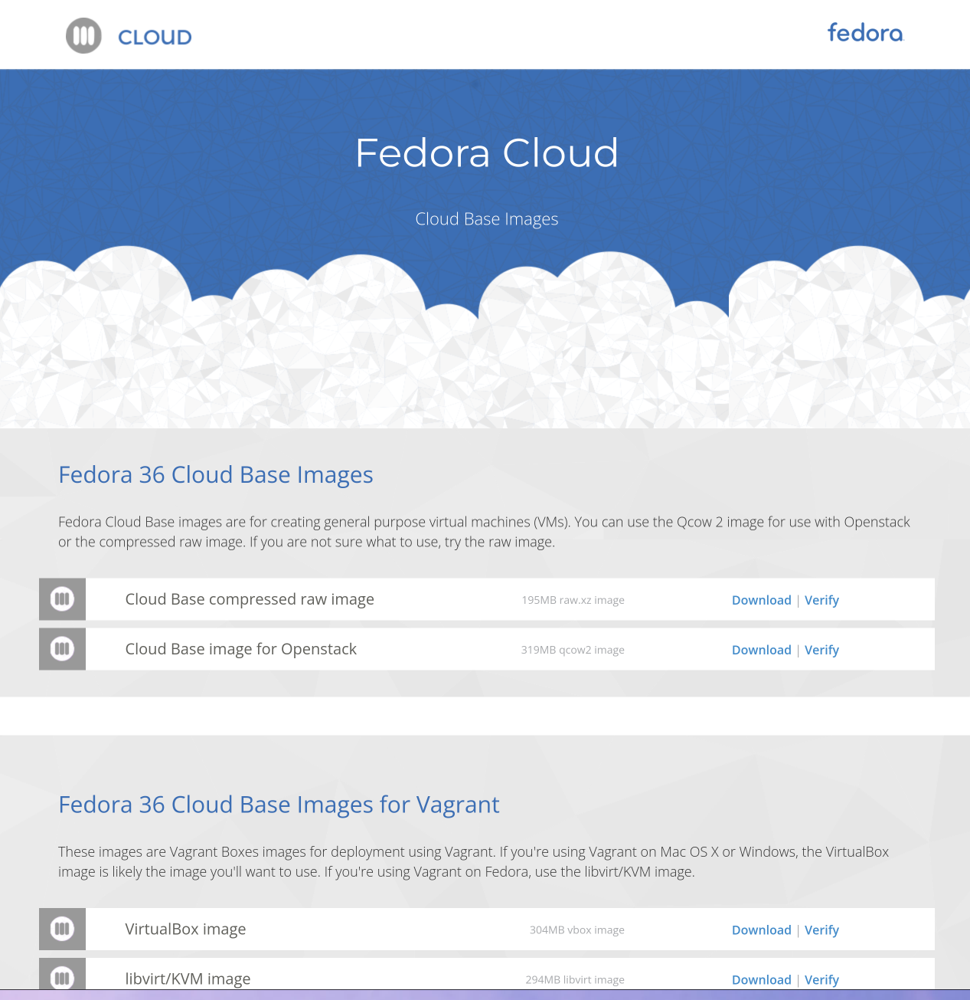 CLOUD
fedora
Fedora Cloud
Cloud Base Images
Fedora 36 Cloud Base Images
Fedora Cloud Base images are for creating general purpose virtual machines (VMs). You can use the Qcow 2 image for use with Openstack
or the compressed raw image. If you are not sure what to use, try the raw image.
Cloud Base compressed raw image 195MB raw.xz image Download | Verify
Cloud Base image for Openstack 319MB qcow2 image Download | Verify
Fedora 36 Cloud Base Images for Vagrant
These images are Vagrant Boxes images for deployment using Vagrant. If you're using Vagrant on Mac OS X or Windows, the VirtualBox
image is likely the image you'll want to use. If you're using Vagrant on Fedora, use the libvirt/KVM image.
VirtualBox image 304MB vbox image Download | Verify
libvirt/KVM image 294MB libvirt image Download | Verify